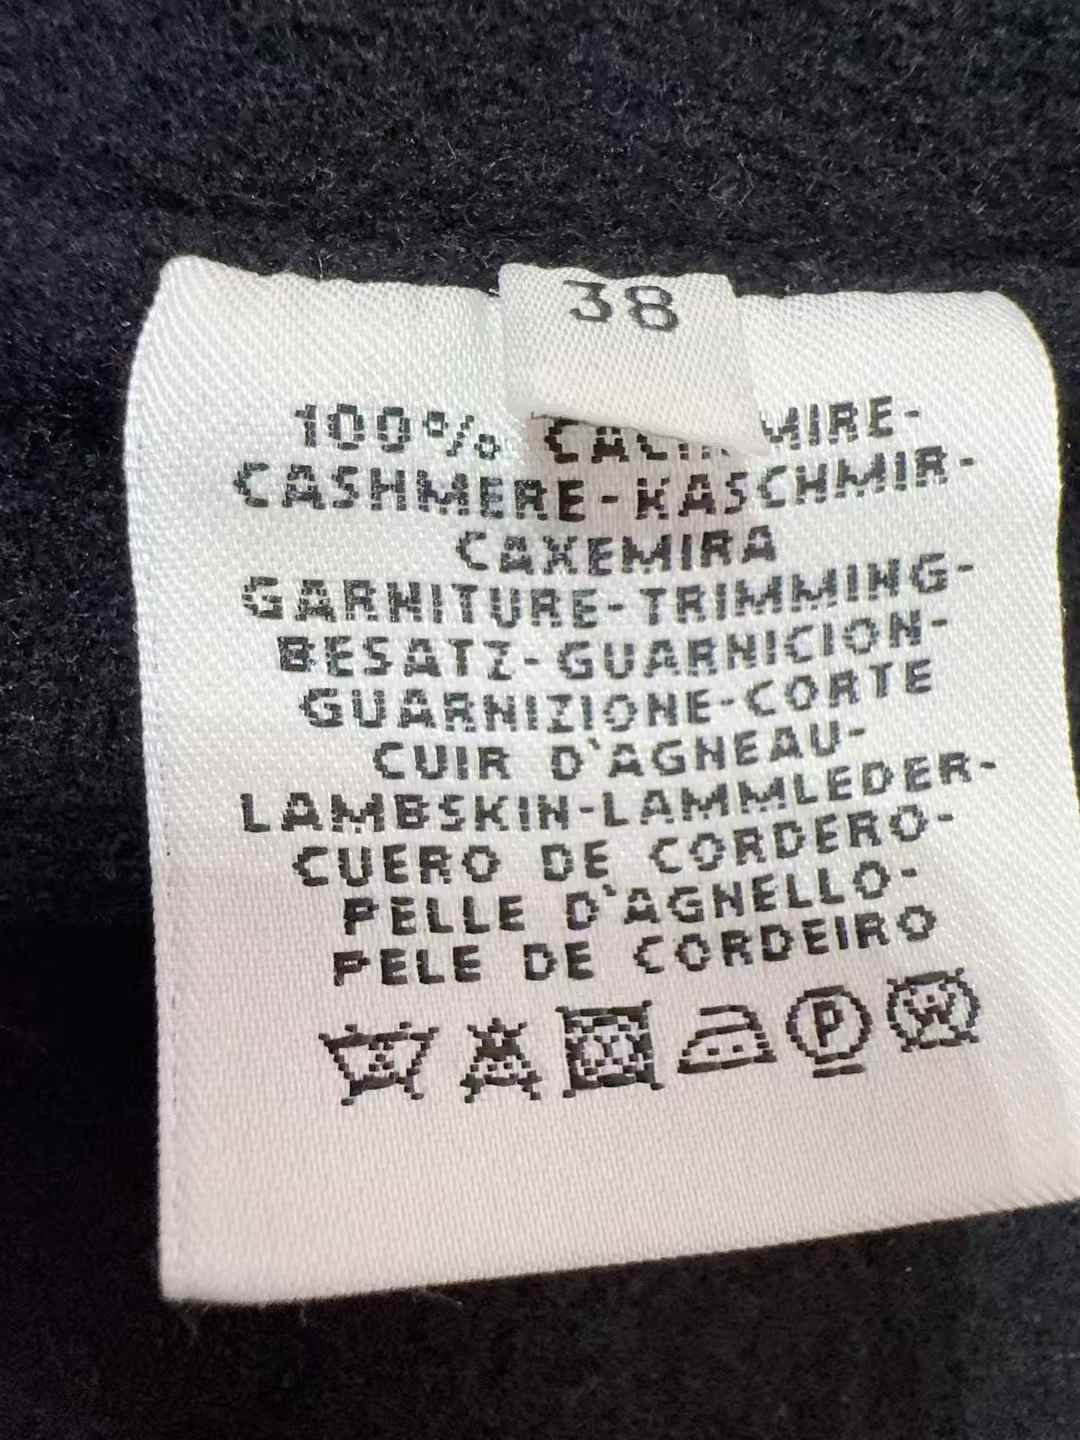 38
100% CACHEMIRE-
CASHMERE-KASCHMIR-
CAXEMIRA
GARNITURE-TRIMMING-
BESATZ-GUARNICION-
GUARNIZIONE-CORTE
CUIR D'AGNEAU-
LAMBSKIN-LAMMLEDER-
CUERO DE CORDERO-
PELLE D'AGNELLO-
PELE DE CORDEIRO
P W